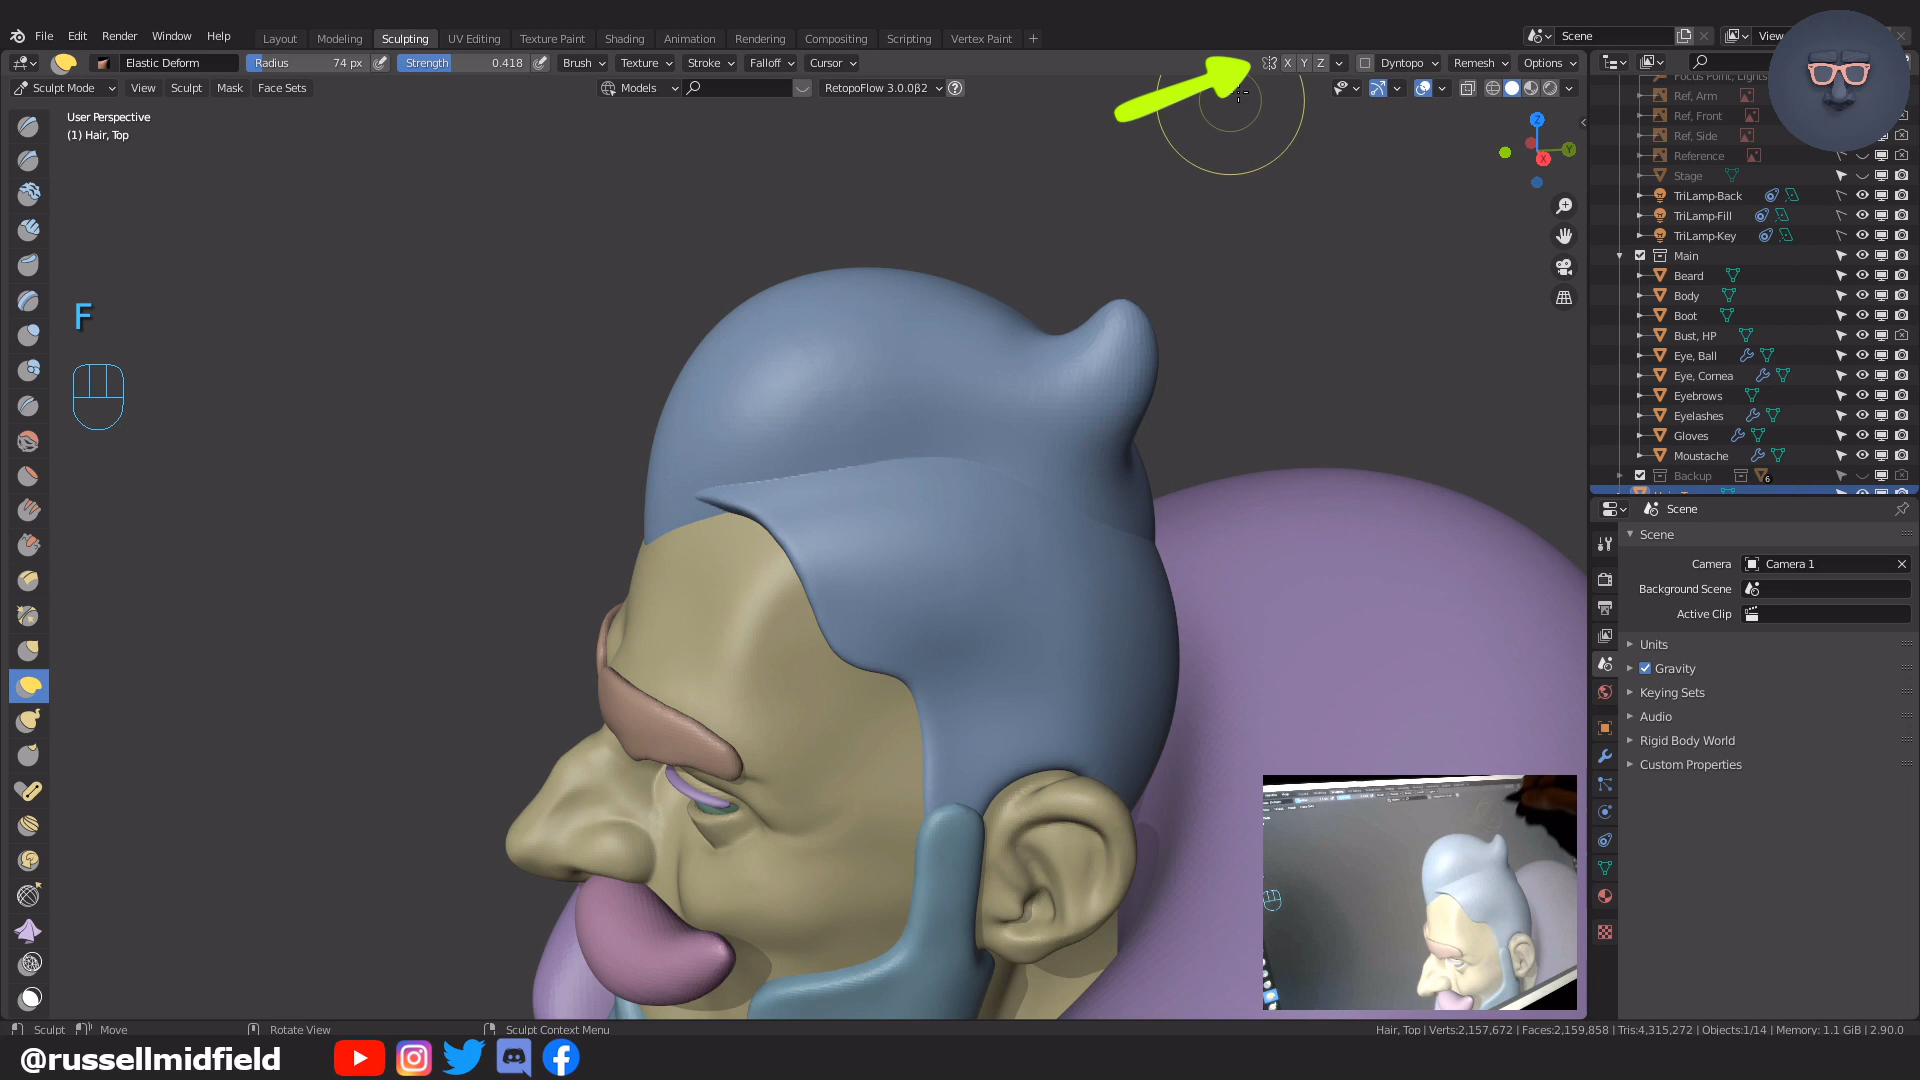 File Edit Render Window Help Layout Modeling Sculpting UV Editing Texture Paint Shading Animation Rendering Compositing Scripting Vertex Paint + Scene View
Elastic Deform Radius 74 px Strength 0.418 Brush Texture Stroke Falloff Cursor X Y Z Dyntopo Remesh Options
Sculpt Mode View Sculpt Mask Face Sets Models RetopoFlow 3.0.0β2
User Perspective
(1) Hair, Top
Z
Y
X
F
Focus Point, Lights
Ref, Arm
Ref, Front
Ref, Side
Reference
Stage
TriLamp-Back
TriLamp-Fill
TriLamp-Key
Main
Beard
Body
Boot
Bust, HP
Eye, Ball
Eye, Cornea
Eyebrows
Eyelashes
Gloves
Moustache
Backup 6
Scene
Scene
Camera Camera 1
Background Scene
Active Clip
Units
Gravity
Keying Sets
Audio
Rigid Body World
Custom Properties
Sculpt Move Rotate View Sculpt Context Menu Hair, Top | Verts:2,157,672 | Faces:2,159,858 | Tris:4,315,272 | Objects:1/14 | Memory: 1.1 GiB | 2.90.0
@russellmidfield